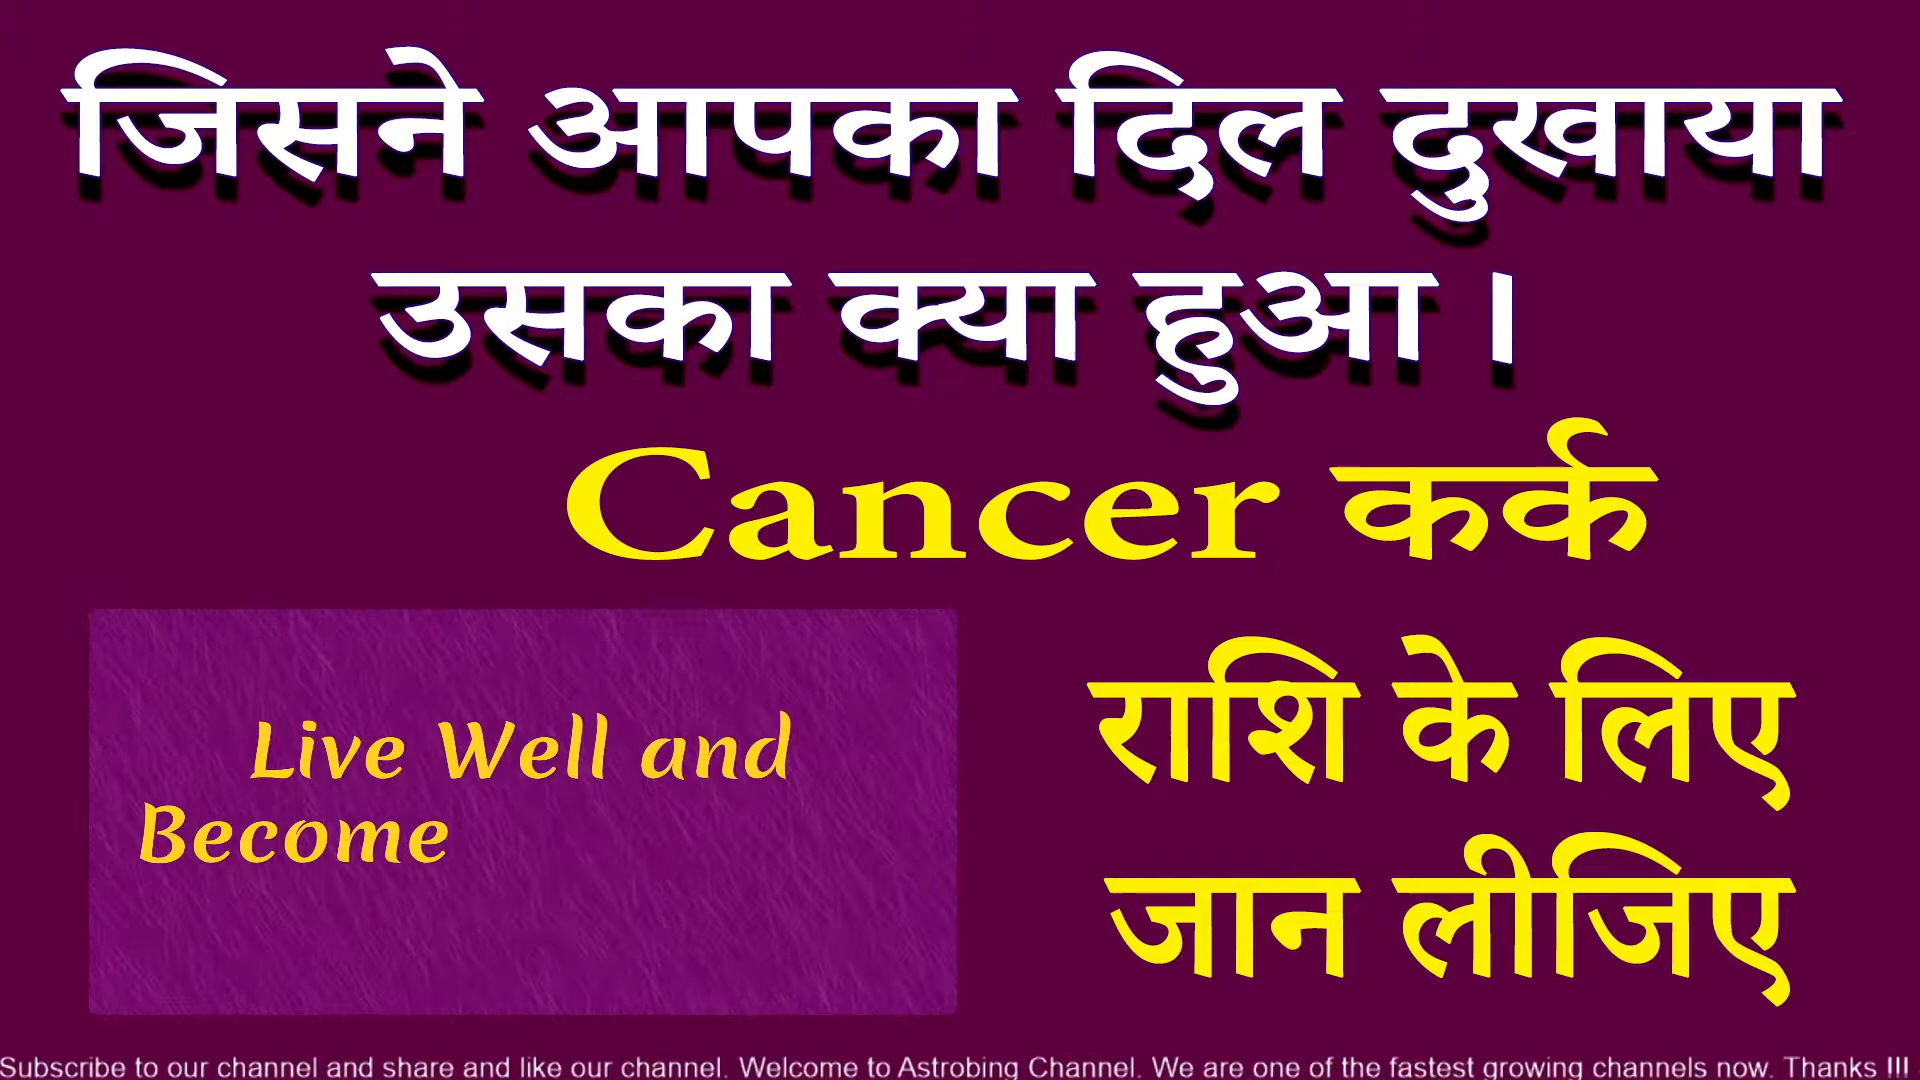 जिसने आपका दिल दुखाया
उसका क्या हुआ ।
Cancer कर्क
राशि के लिए
जान लीजिए
Live Well and
Become
Subscribe to our channel and share and like our channel. Welcome to Astrobing Channel. We are one of the fastest growing channels now. Thanks !!!